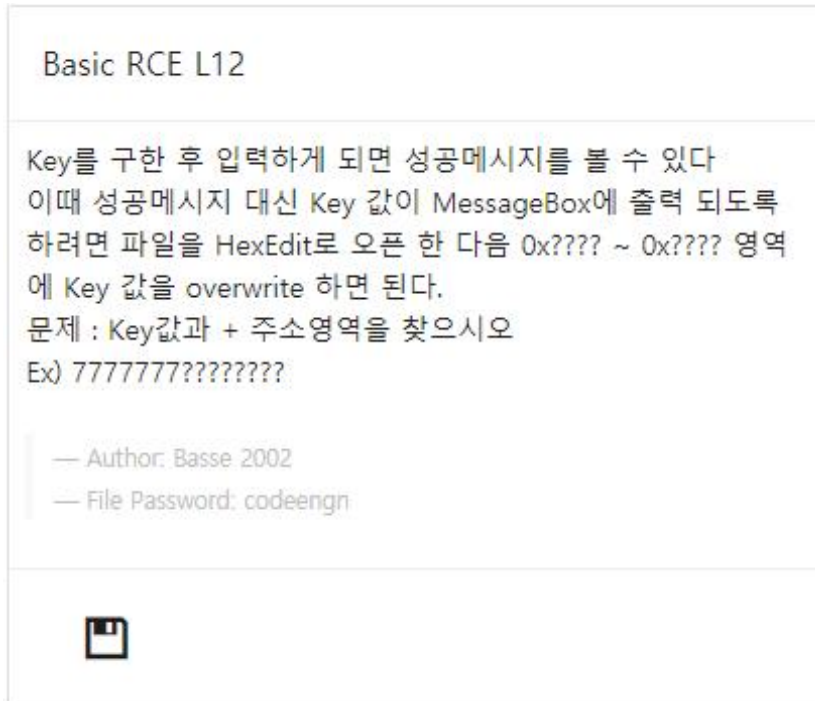 Basic RCE L12
Key를 구한 후 입력하게 되면 성공메시지를 볼 수 있다
이때 성공메시지 대신 Key 값이 MessageBox에 출력 되도록
하려면 파일을 HexEdit로 오픈 한 다음 0x???? ~ 0x???? 영역
에 Key 값을 overwrite 하면 된다.
문제 : Key값과 + 주소영역을 찾으시오
Ex) 7777777????????
— Author: Basse 2002
— File Password: codeengn